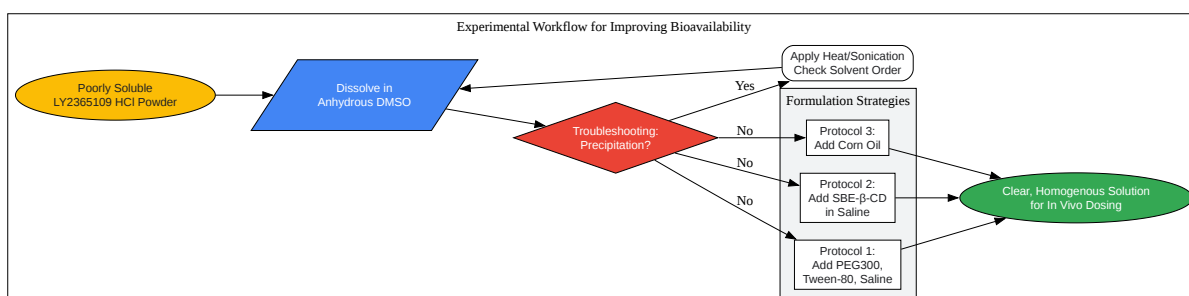 Experimental Workflow for Improving Bioavailability
Poorly Soluble
LY2365109 HCl Powder
Dissolve in
Anhydrous DMSO
Troubleshooting:
Precipitation?
Yes
Apply Heat/Sonication
Check Solvent Order
Formulation Strategies
No
Protocol 3:
Add Corn Oil
No
Protocol 2:
Add SBE-β-CD
in Saline
No
Protocol 1:
Add PEG300,
Tween-80, Saline
Clear, Homogenous Solution
for In Vivo Dosing